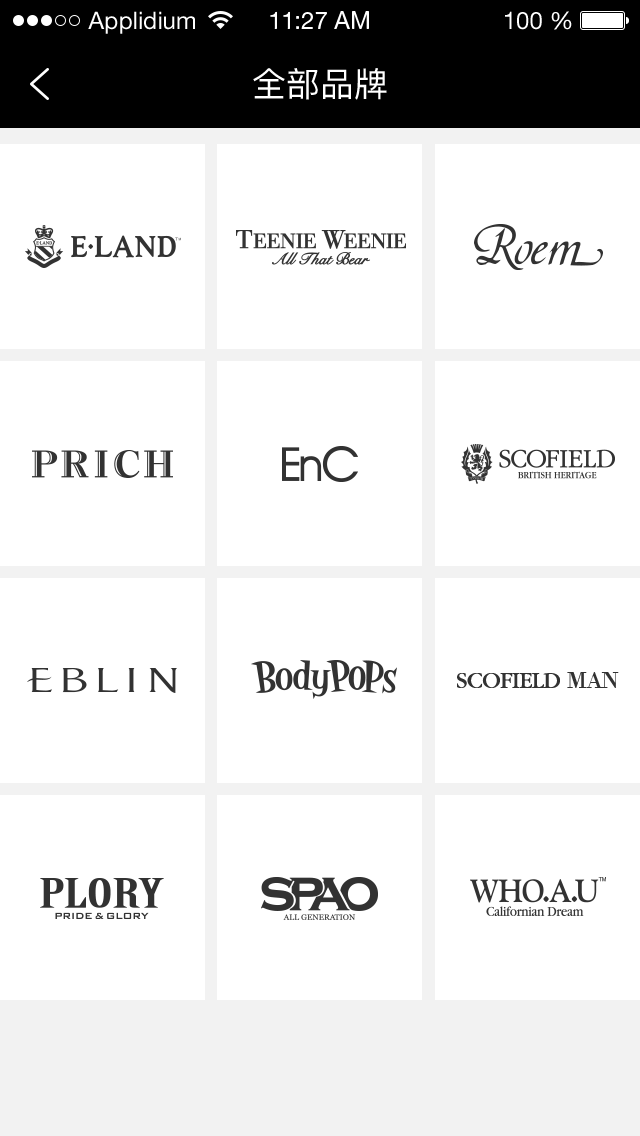 Applidium 11:27 AM 100 %
全部品牌
E-LAND E·LAND™
TEENIE WEENIE
All That Bear
Roem
PRICH
EnC
SCOFIELD
BRITISH HERITAGE
EBLIN
BodyPoPs
SCOFIELD MAN
PLORY
PRIDE & GLORY
SPAO
ALL GENERATION
WHO.A.U™
Californian Dream